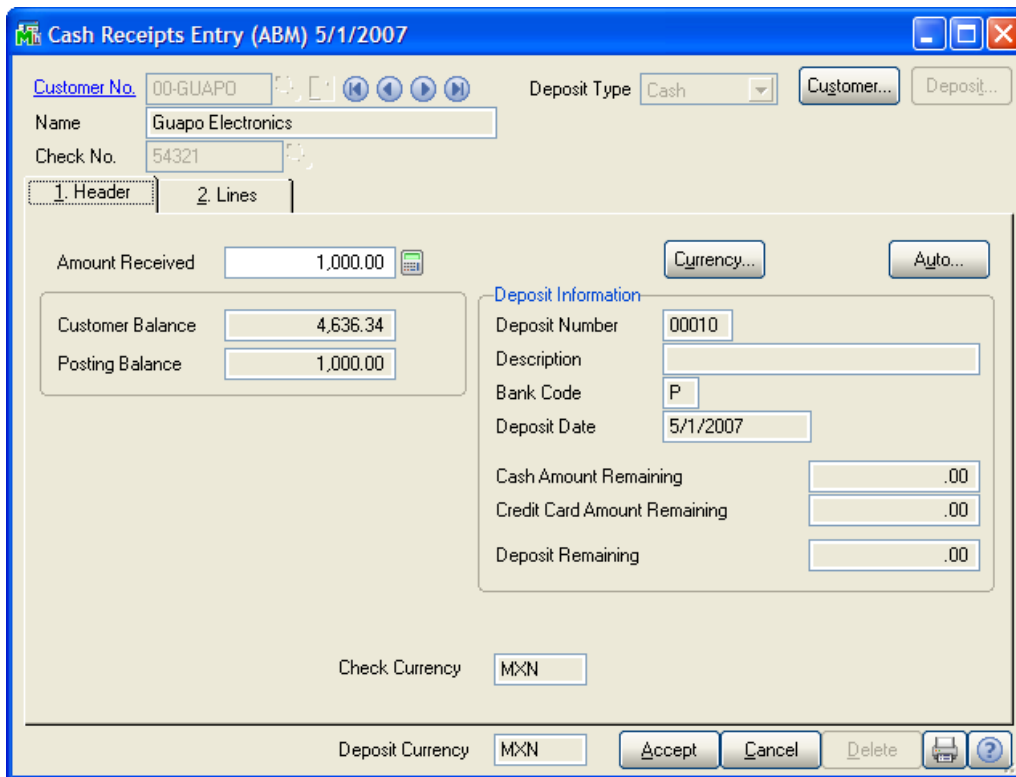 Cash Receipts Entry (ABM) 5/1/2007
Customer No. 00-GUAPO Deposit Type Cash Customer... Deposit...
Name Guapo Electronics
Check No. 54321
1. Header 2. Lines
Amount Received 1,000.00 Currency... Auto...
Deposit Information
Customer Balance 4,636.34 Deposit Number 00010
Posting Balance 1,000.00 Description
Bank Code P
Deposit Date 5/1/2007
Cash Amount Remaining .00
Credit Card Amount Remaining .00
Deposit Remaining .00
Check Currency MXN
Deposit Currency MXN Accept Cancel Delete